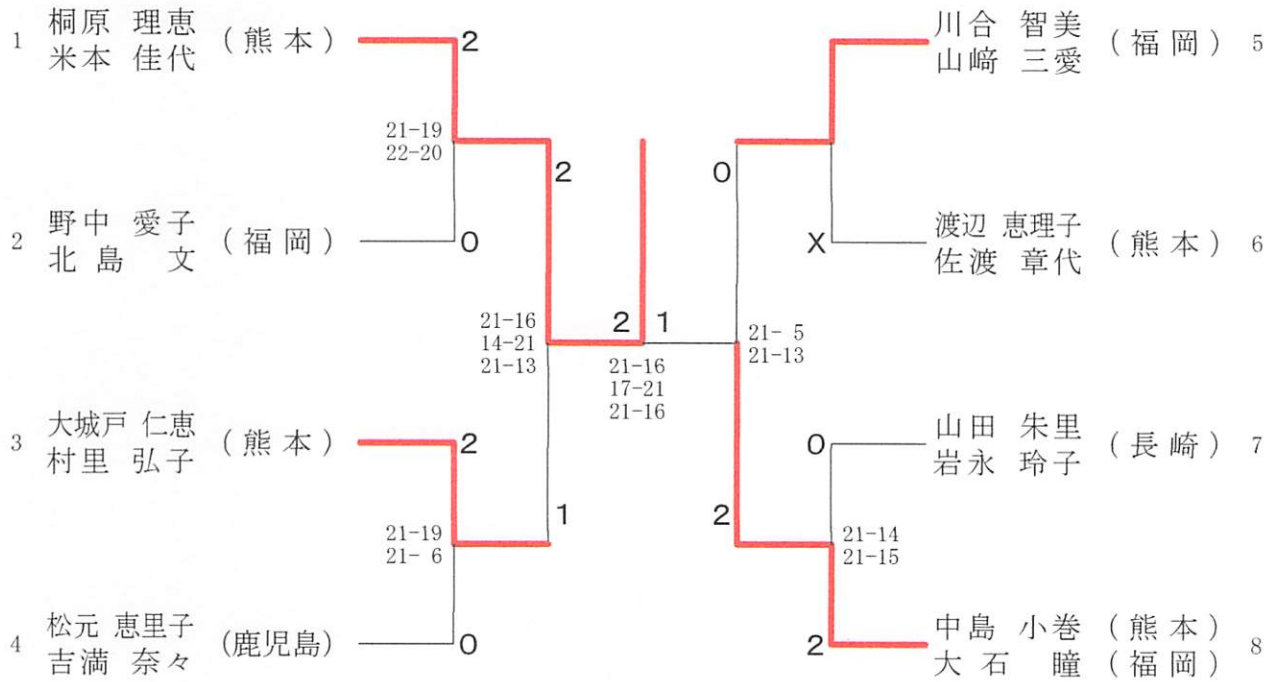 1 桐原 理恵 (熊本) 2
米本 佳代
21-19
22-20
2 野中 愛子 (福岡) 0
北島 文
2
21-16
14-21
21-13
3 大城戸 仁恵 (熊本) 2
村里 弘子
21-19
21- 6
1
4 松元 恵里子 (鹿児島) 0
吉満 奈々
2 1
21-16
17-21
21-16
川合 智美 (福岡) 5
山﨑 三愛
0
X 渡辺 恵理子 (熊本) 6
佐渡 章代
21- 5
21-13
0 山田 朱里 (長崎) 7
岩永 玲子
2
21-14
21-15
2 中島 小巻 (熊本) 8
大石 瞳 (福岡)